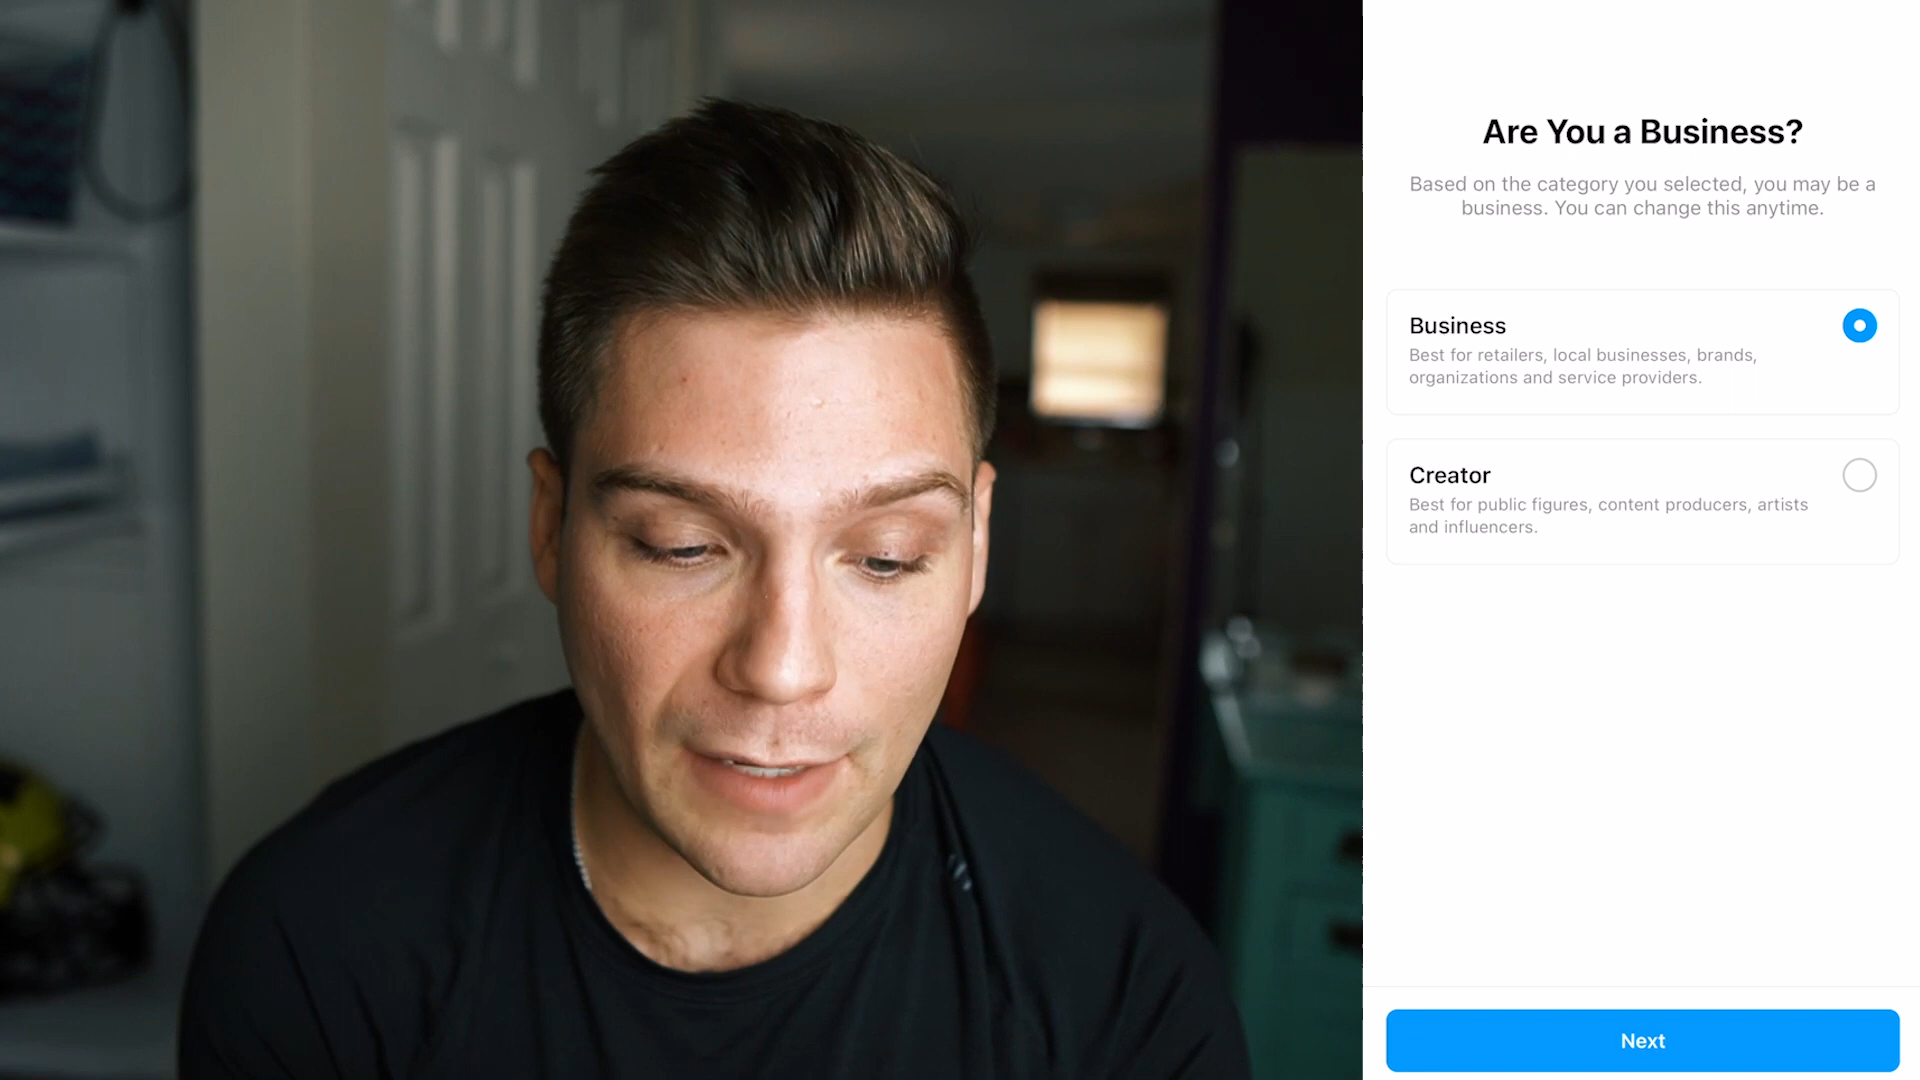 Are You a Business?
Based on the category you selected, you may be a
business. You can change this anytime.
Business
Best for retailers, local businesses, brands,
organizations and service providers.
Creator
Best for public figures, content producers, artists
and influencers.
Next